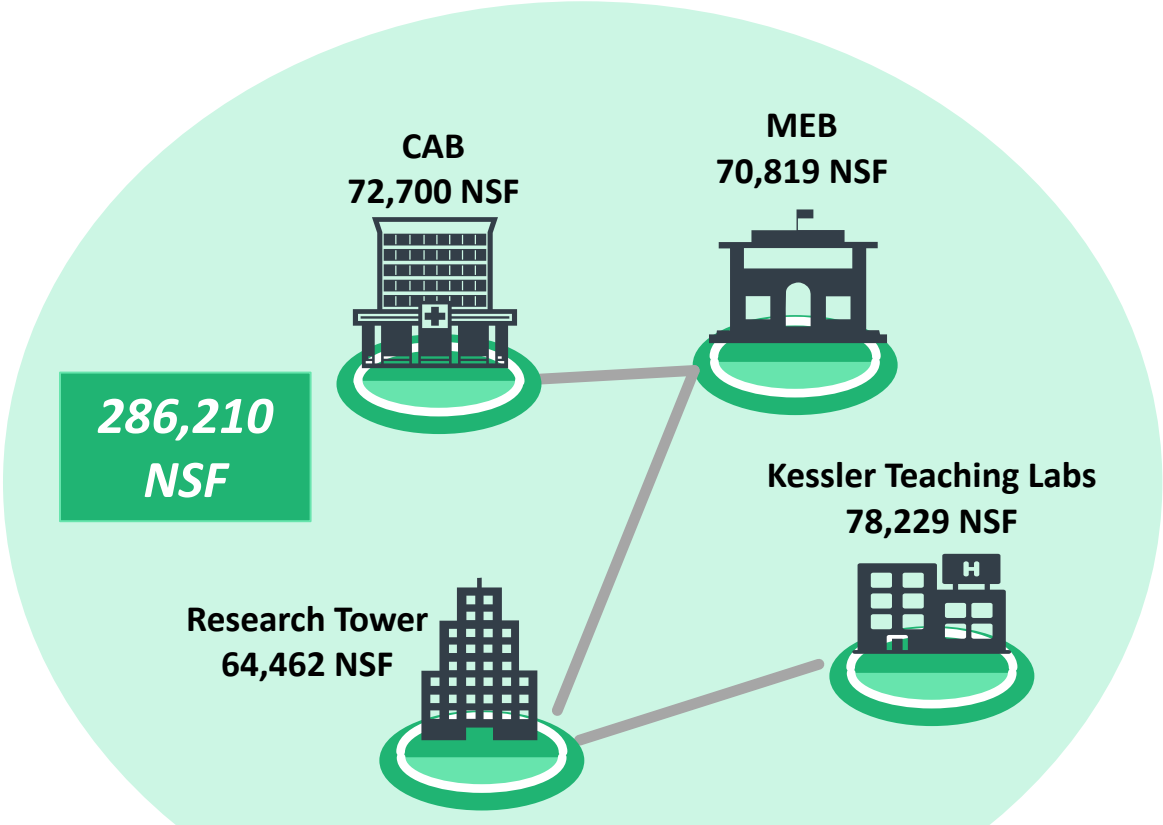 CAB
72,700 NSF
MEB
70,819 NSF
286,210
NSF
Kessler Teaching Labs
78,229 NSF
H
Research Tower
64,462 NSF